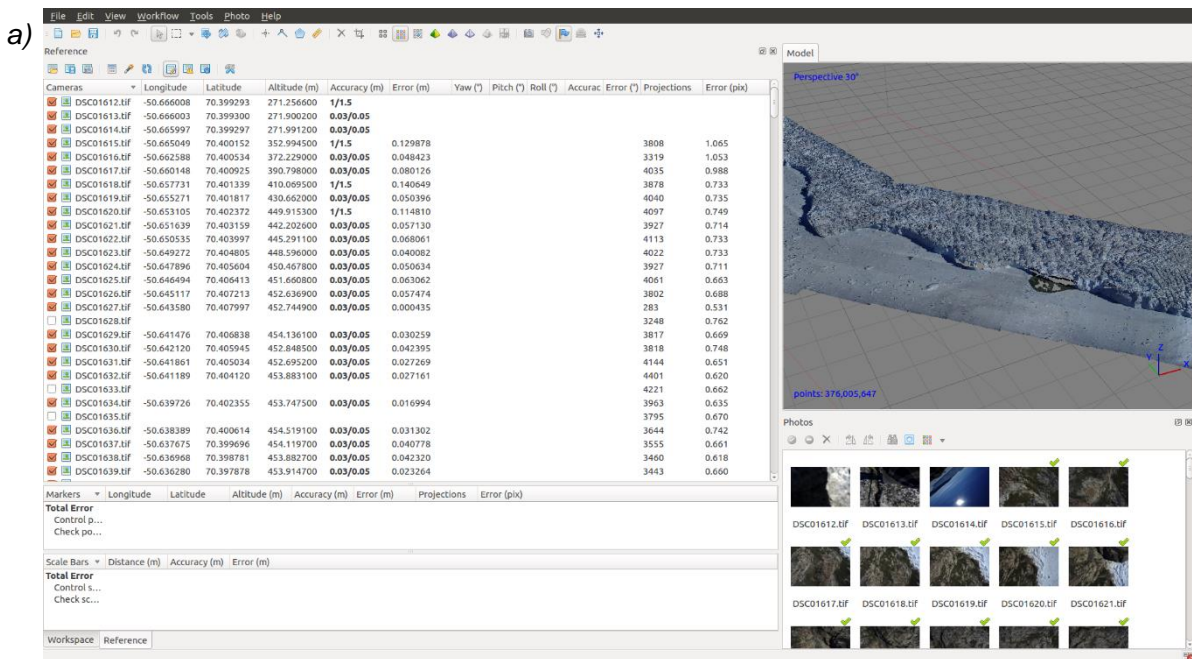 a)
File Edit View Workflow Tools Photo Help
Reference
Cameras Longitude Latitude Altitude (m) Accuracy (m) Error (m) Yaw (°) Pitch (°) Roll (°) Accurac Error (°) Projections Error (pix)
DSC01612.tif -50.666008 70.399293 271.256600 1/1.5
DSC01613.tif -50.666003 70.399300 271.900200 0.03/0.05
DSC01614.tif -50.665997 70.399297 271.991200 0.03/0.05
DSC01615.tif -50.665049 70.400152 352.994500 1/1.5 0.129878 3808 1.065
DSC01616.tif -50.662588 70.400534 372.229000 0.03/0.05 0.048423 3319 1.053
DSC01617.tif -50.660148 70.400925 390.798000 0.03/0.05 0.080126 4035 0.988
DSC01618.tif -50.657731 70.401339 410.069500 1/1.5 0.140649 3878 0.733
DSC01619.tif -50.655271 70.401817 430.662000 0.03/0.05 0.050396 4040 0.735
DSC01620.tif -50.653105 70.402372 449.915300 1/1.5 0.114810 4097 0.749
DSC01621.tif -50.651639 70.403159 442.202600 0.03/0.05 0.057130 3927 0.714
DSC01622.tif -50.650535 70.403997 445.291100 0.03/0.05 0.068061 4113 0.733
DSC01623.tif -50.649272 70.404805 448.596000 0.03/0.05 0.040082 4022 0.733
DSC01624.tif -50.647896 70.405604 450.467800 0.03/0.05 0.050634 3927 0.711
DSC01625.tif -50.646494 70.406413 451.660800 0.03/0.05 0.063062 4061 0.663
DSC01626.tif -50.645117 70.407213 452.636900 0.03/0.05 0.057474 3802 0.688
DSC01627.tif -50.643580 70.407997 452.744900 0.03/0.05 0.000435 283 0.531
DSC01628.tif 3248 0.762
DSC01629.tif -50.641476 70.406838 454.136100 0.03/0.05 0.030259 3817 0.669
DSC01630.tif -50.642120 70.405945 452.848500 0.03/0.05 0.042395 3818 0.748
DSC01631.tif -50.641861 70.405034 452.695200 0.03/0.05 0.027269 4144 0.651
DSC01632.tif -50.641189 70.404120 453.883100 0.03/0.05 0.027161 4401 0.620
DSC01633.tif 4221 0.662
DSC01634.tif -50.639726 70.402355 453.747500 0.03/0.05 0.016994 3963 0.635
DSC01635.tif 3795 0.670
DSC01636.tif -50.638389 70.400614 454.519100 0.03/0.05 0.031302 3644 0.742
DSC01637.tif -50.637675 70.399696 454.119700 0.03/0.05 0.040778 3555 0.661
DSC01638.tif -50.636968 70.398781 453.882700 0.03/0.05 0.042320 3460 0.618
DSC01639.tif -50.636280 70.397878 453.914700 0.03/0.05 0.023264 3443 0.660
Markers Longitude Latitude Altitude (m) Accuracy (m) Error (m) Projections Error (pix)
Total Error
Control p...
Check po...
Scale Bars Distance (m) Accuracy (m) Error (m)
Total Error
Control s...
Check sc...
Workspace Reference
Model
Perspective 30°
Z
Y X
points: 376,005,647
Photos
DSC01612.tif DSC01613.tif DSC01614.tif DSC01615.tif DSC01616.tif
DSC01617.tif DSC01618.tif DSC01619.tif DSC01620.tif DSC01621.tif